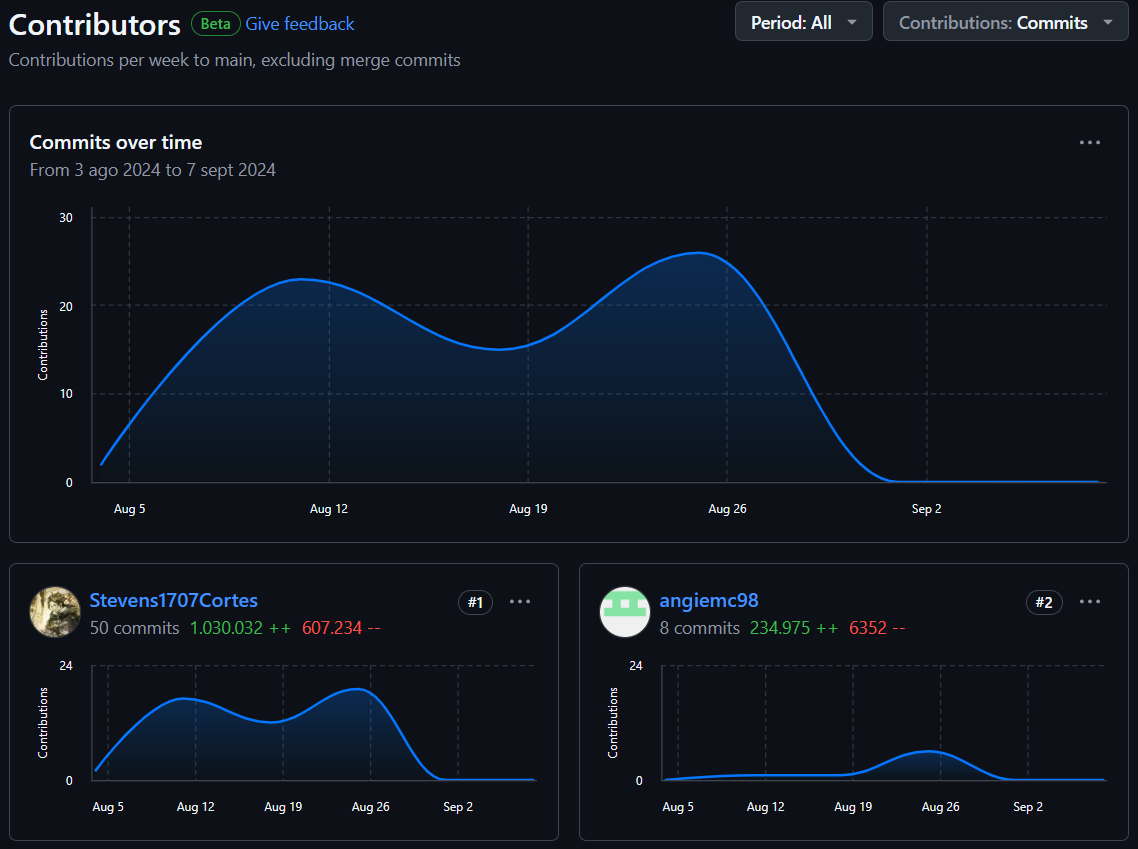 Contributors Beta Give feedback
Period: All
Contributions: Commits
Contributions per week to main, excluding merge commits
Commits over time
From 3 ago 2024 to 7 sept 2024
Contributions
30
20
10
0
Aug 5 Aug 12 Aug 19 Aug 26 Sep 2
Stevens1707Cortes #1
50 commits 1.030.032 ++ 607.234 --
Contributions
24
0
Aug 5 Aug 12 Aug 19 Aug 26 Sep 2
angiemc98 #2
8 commits 234.975 ++ 6352 --
Contributions
24
0
Aug 5 Aug 12 Aug 19 Aug 26 Sep 2